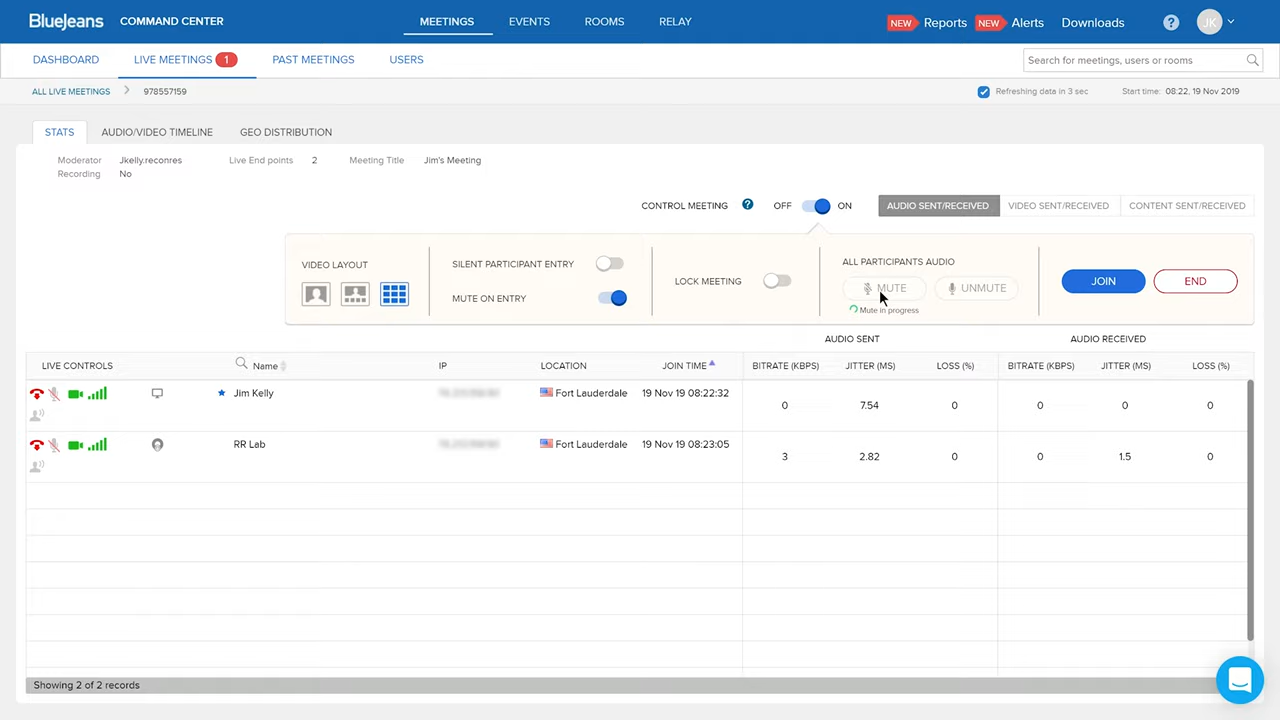 BlueJeans COMMAND CENTER MEETINGS EVENTS ROOMS RELAY NEW Reports NEW Alerts Downloads ? JK
DASHBOARD LIVE MEETINGS 1 PAST MEETINGS USERS Search for meetings, users or rooms
ALL LIVE MEETINGS 978557159 Refreshing data in 3 sec Start time: 08:22, 19 Nov 2019
STATS AUDIO/VIDEO TIMELINE GEO DISTRIBUTION
Moderator Jkelly.reconres Live End points 2 Meeting Title Jim's Meeting
Recording No
CONTROL MEETING ? OFF ON AUDIO SENT/RECEIVED VIDEO SENT/RECEIVED CONTENT SENT/RECEIVED
VIDEO LAYOUT SILENT PARTICIPANT ENTRY ALL PARTICIPANTS AUDIO
MUTE ON ENTRY LOCK MEETING MUTE UNMUTE JOIN END
Mute in progress
AUDIO SENT AUDIO RECEIVED
LIVE CONTROLS Name IP LOCATION JOIN TIME BITRATE (KBPS) JITTER (MS) LOSS (%) BITRATE (KBPS) JITTER (MS) LOSS (%)
Jim Kelly Fort Lauderdale 19 Nov 19 08:22:32 0 7.54 0 0 0 0
RR Lab Fort Lauderdale 19 Nov 19 08:23:05 3 2.82 0 0 1.5 0
Showing 2 of 2 records